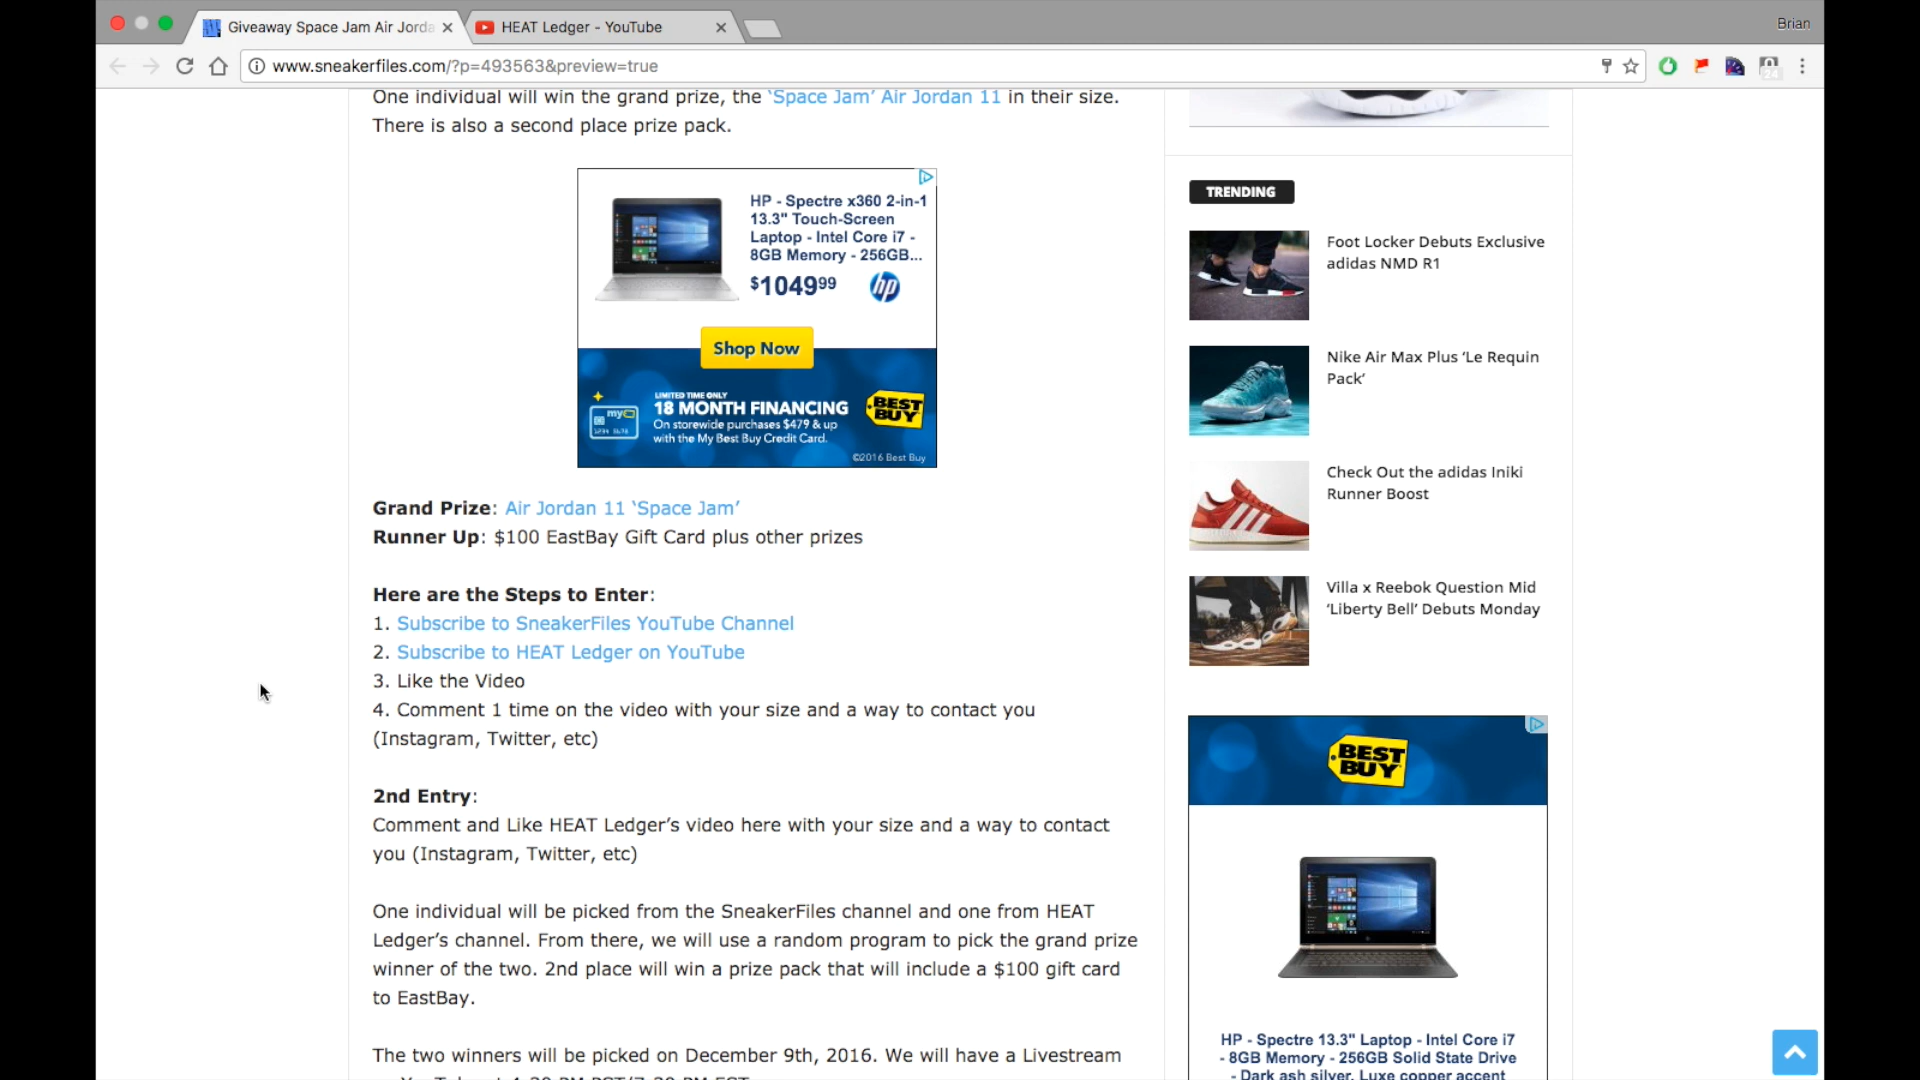 Giveaway Space Jam Air Jorda
HEAT Ledger - YouTube
Brian
www.sneakerfiles.com/?p=493563&preview=true
24
One individual will win the grand prize, the ‘Space Jam’ Air Jordan 11 in their size.
There is also a second place prize pack.
HP - Spectre x360 2-in-1
13.3" Touch-Screen
Laptop - Intel Core i7 -
8GB Memory - 256GB...
$1049 99
hp
Shop Now
my
LIMITED TIME ONLY
18 MONTH FINANCING
On storewide purchases $479 & up
with the My Best Buy Credit Card.
BEST
BUY
©2016 Best Buy
Grand Prize: Air Jordan 11 ‘Space Jam’
Runner Up: $100 EastBay Gift Card plus other prizes
Here are the Steps to Enter:
1. Subscribe to SneakerFiles YouTube Channel
2. Subscribe to HEAT Ledger on YouTube
3. Like the Video
4. Comment 1 time on the video with your size and a way to contact you
(Instagram, Twitter, etc)
2nd Entry:
Comment and Like HEAT Ledger’s video here with your size and a way to contact
you (Instagram, Twitter, etc)
One individual will be picked from the SneakerFiles channel and one from HEAT
Ledger’s channel. From there, we will use a random program to pick the grand prize
winner of the two. 2nd place will win a prize pack that will include a $100 gift card
to EastBay.
The two winners will be picked on December 9th, 2016. We will have a Livestream
TRENDING
Foot Locker Debuts Exclusive
adidas NMD R1
Nike Air Max Plus ‘Le Requin
Pack’
Check Out the adidas Iniki
Runner Boost
Villa x Reebok Question Mid
‘Liberty Bell’ Debuts Monday
BEST
BUY
HP - Spectre 13.3" Laptop - Intel Core i7
- 8GB Memory - 256GB Solid State Drive
- Dark ash silver, Luxe copper accent